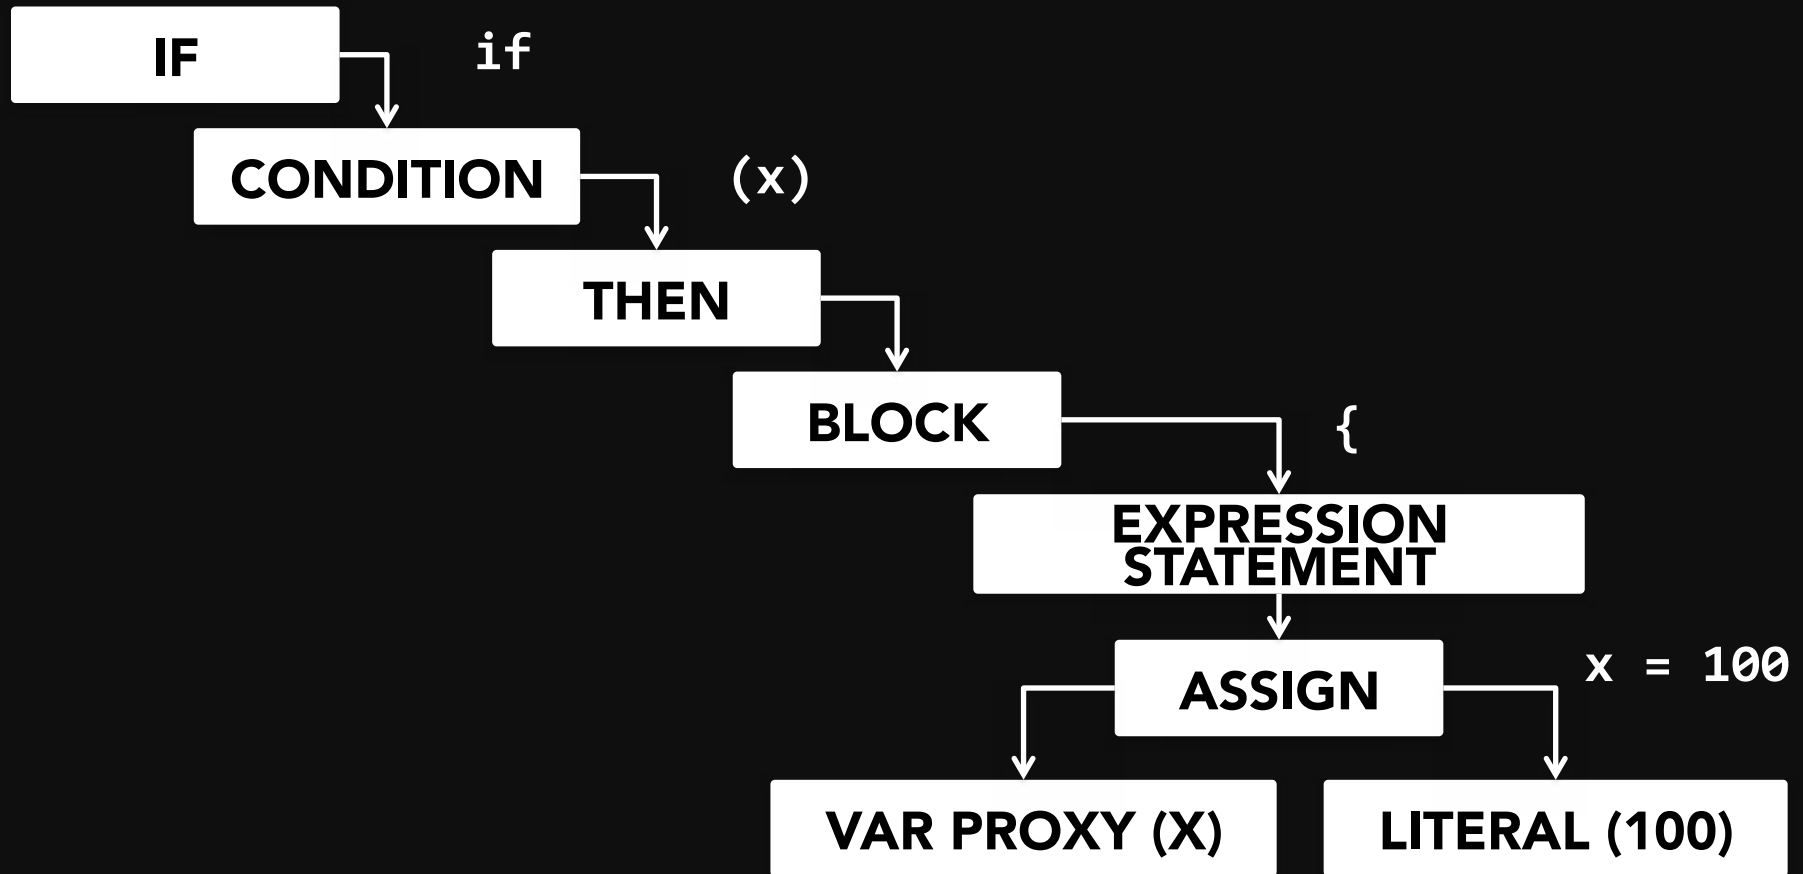 IF
if
CONDITION
(x)
THEN
BLOCK
{
EXPRESSION
STATEMENT
ASSIGN
x = 100
VAR PROXY (X)
LITERAL (100)